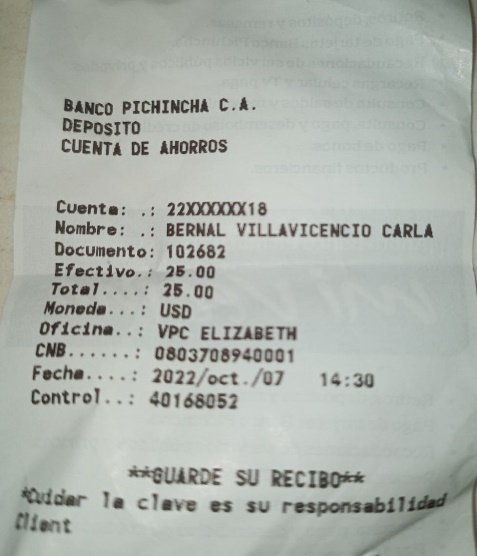 BANCO PICHINCHA C.A.
DEPOSITO
CUENTA DE AHORROS
Cuenta: .: 22XXXXXX18
Nombre: .: BERNAL VILLAVICENCIO CARLA
Documento: 102682
Efectivo.: 25.00
Total....: 25.00
Moneda...: USD
Oficina..: VPC ELIZABETH
CNB......: 0803708940001
Fecha....: 2022/oct./07 14:30
Control..: 40168052
**GUARDE SU RECIBO**
*Cuidar la clave es su responsabilidad
Client